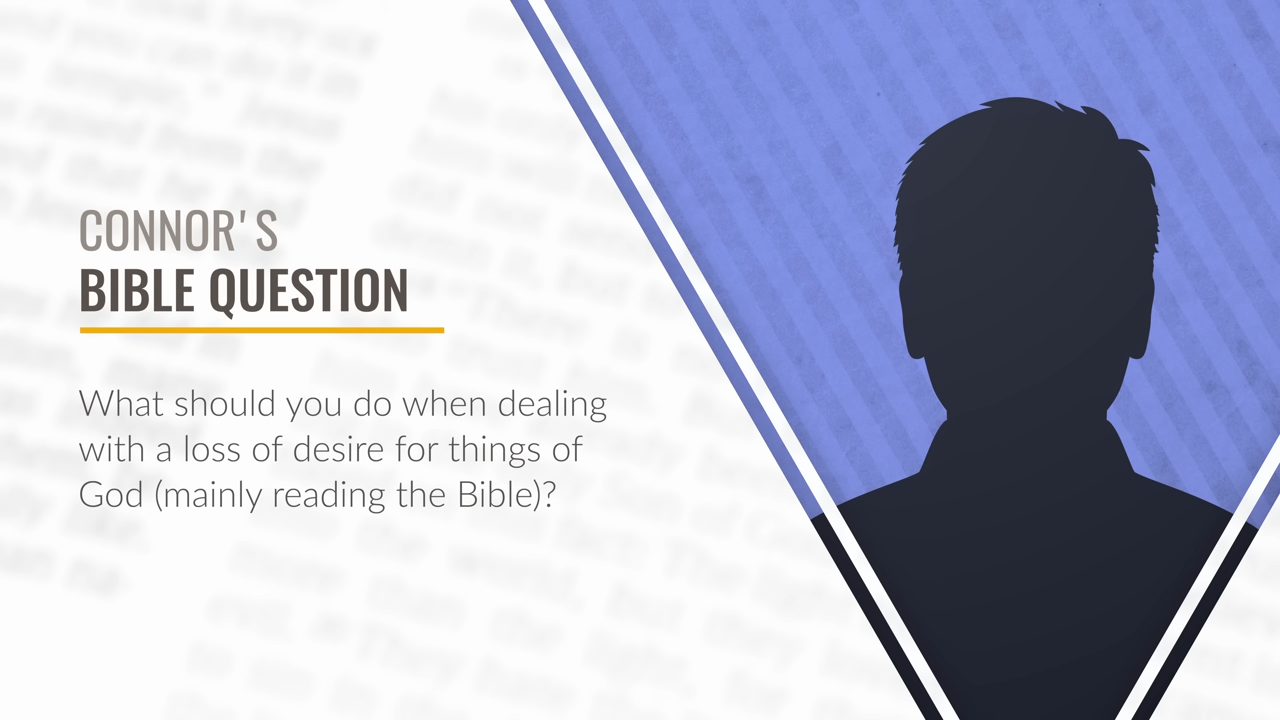 CONNOR'S
BIBLE QUESTION
What should you do when dealing
with a loss of desire for things of
God (mainly reading the Bible)?